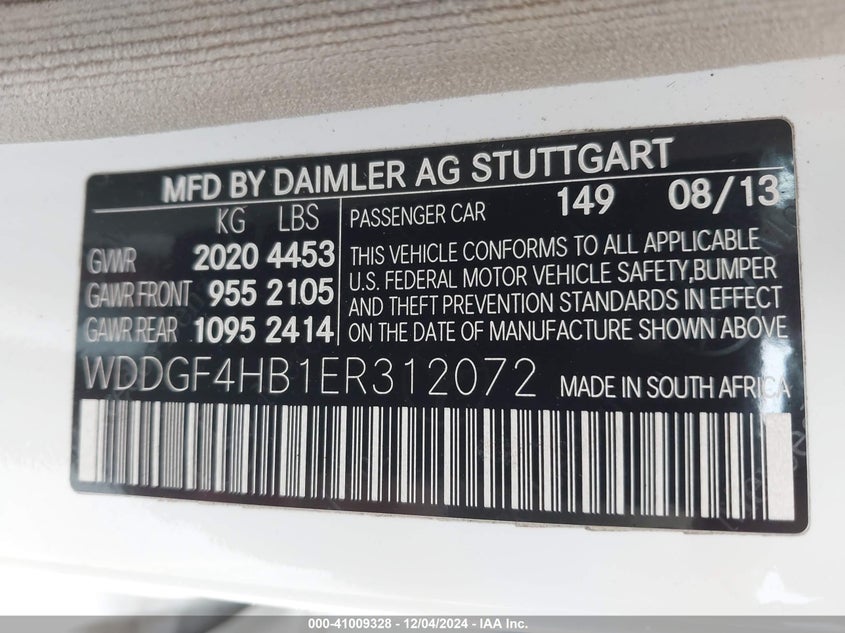 MFD BY DAIMLER AG STUTTGART
KG LBS
GVWR 2020 4453
GAWR FRONT 955 2105
GAWR REAR 1095 2414
PASSENGER CAR 149 08/13
THIS VEHICLE CONFORMS TO ALL APPLICABLE
U.S. FEDERAL MOTOR VEHICLE SAFETY,BUMPER
AND THEFT PREVENTION STANDARDS IN EFFECT
ON THE DATE OF MANUFACTURE SHOWN ABOVE
WDDGF4HB1ER312072 MADE IN SOUTH AFRICA
000-41009328 - 12/04/2024 - IAA Inc.